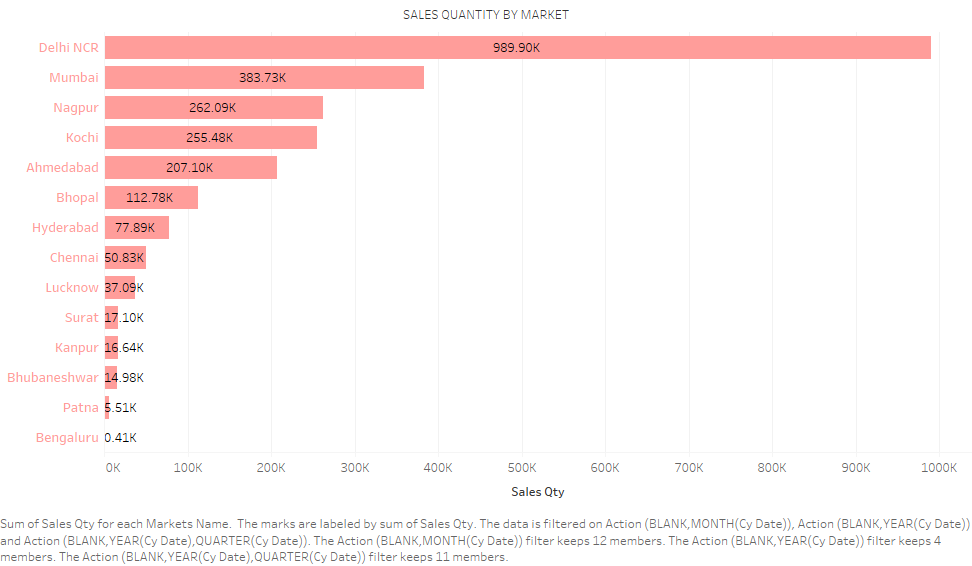 SALES QUANTITY BY MARKET
Delhi NCR 989.90K
Mumbai 383.73K
Nagpur 262.09K
Kochi 255.48K
Ahmedabad 207.10K
Bhopal 112.78K
Hyderabad 77.89K
Chennai 50.83K
Lucknow 37.09K
Surat 17.10K
Kanpur 16.64K
Bhubaneshwar 14.98K
Patna 5.51K
Bengaluru 0.41K
0K 100K 200K 300K 400K 500K 600K 700K 800K 900K 1000K
Sales Qty
Sum of Sales Qty for each Markets Name. The marks are labeled by sum of Sales Qty. The data is filtered on Action (BLANK,MONTH(Cy Date)), Action (BLANK,YEAR(Cy Date))
and Action (BLANK,YEAR(Cy Date),QUARTER(Cy Date)). The Action (BLANK,MONTH(Cy Date)) filter keeps 12 members. The Action (BLANK,YEAR(Cy Date)) filter keeps 4
members. The Action (BLANK,YEAR(Cy Date),QUARTER(Cy Date)) filter keeps 11 members.